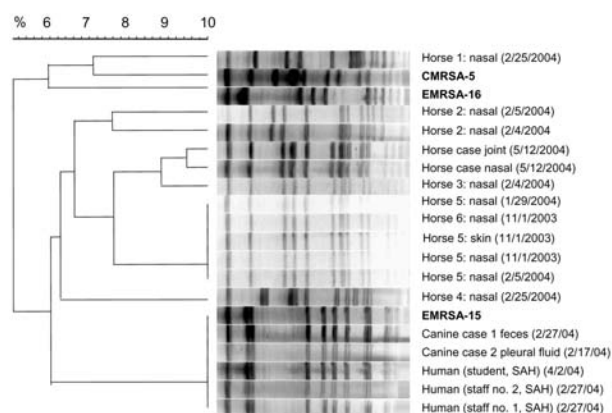 % 6 7 8 9 10
Horse 1: nasal (2/25/2004)
CMRSA-5
EMRSA-16
Horse 2: nasal (2/5/2004)
Horse 2: nasal (2/4/2004
Horse case joint (5/12/2004)
Horse case nasal (5/12/2004)
Horse 3: nasal (2/4/2004)
Horse 5: nasal (1/29/2004)
Horse 6: nasal (11/1/2003
Horse 5: skin (11/1/2003)
Horse 5: nasal (11/1/2003)
Horse 5: nasal (2/5/2004)
Horse 4: nasal (2/25/2004)
EMRSA-15
Canine case 1 feces (2/27/04)
Canine case 2 pleural fluid (2/17/04)
Human (student, SAH) (4/2/04)
Human (staff no. 2, SAH) (2/27/04)
Human (staff no. 1, SAH) (2/27/04)